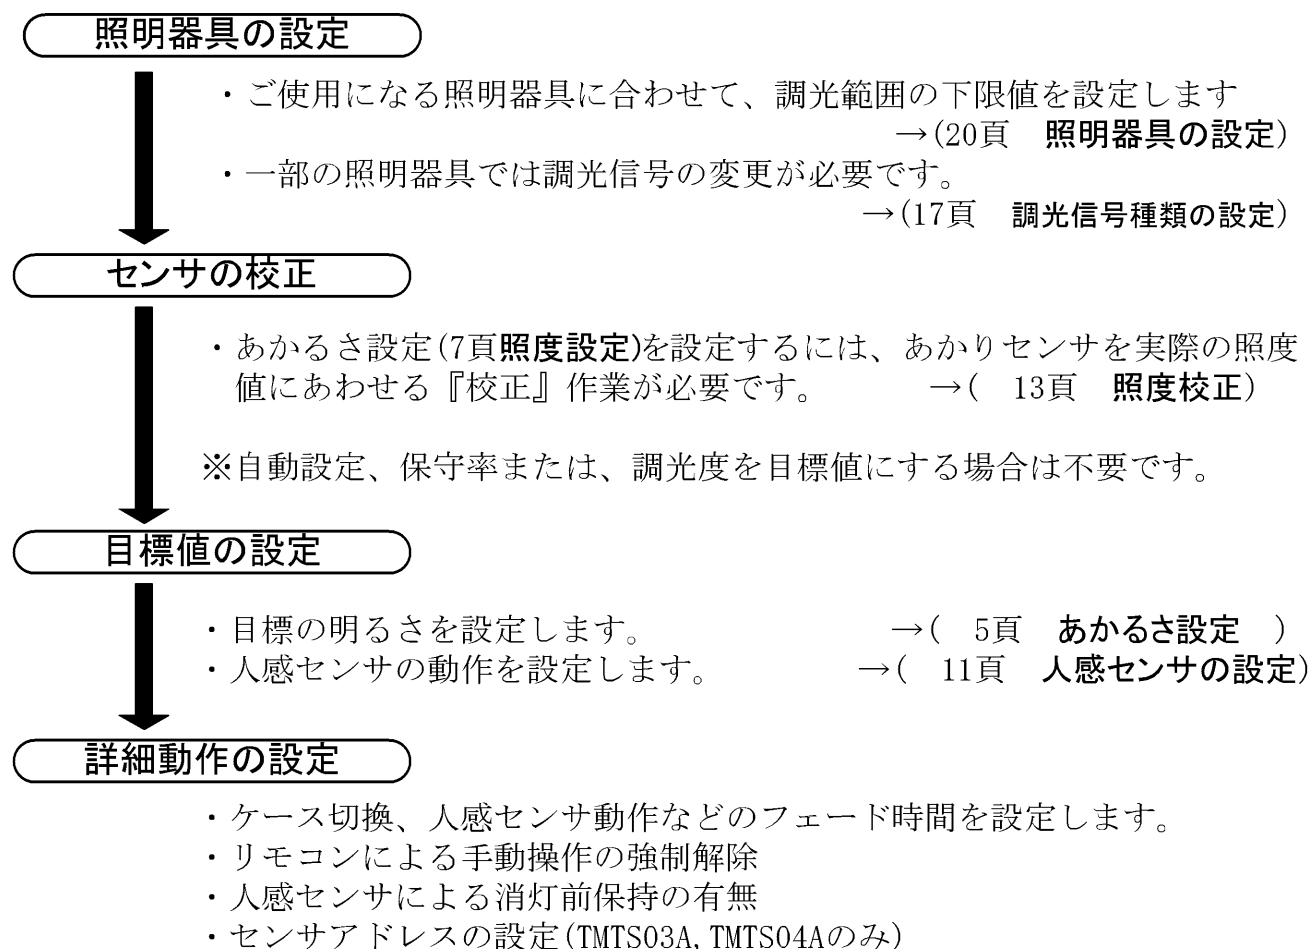 照明器具の設定
・ご使用になる照明器具に合わせて、調光範囲の下限値を設定します
→(20頁　照明器具の設定)
・一部の照明器具では調光信号の変更が必要です。
→(17頁　調光信号種類の設定)
センサの校正
・あかるさ設定(7頁照度設定)を設定するには、あかりセンサを実際の照度
値にあわせる『校正』作業が必要です。　→(　13頁　照度校正)
※自動設定、保守率または、調光度を目標値にする場合は不要です。
目標値の設定
・目標の明るさを設定します。　→(　5頁　あかるさ設定　)
・人感センサの動作を設定します。　→(　11頁　人感センサの設定)
詳細動作の設定
・ケース切換、人感センサ動作などのフェード時間を設定します。
・リモコンによる手動操作の強制解除
・人感センサによる消灯前保持の有無
・センサアドレスの設定(TMTS03A,TMTS04Aのみ)